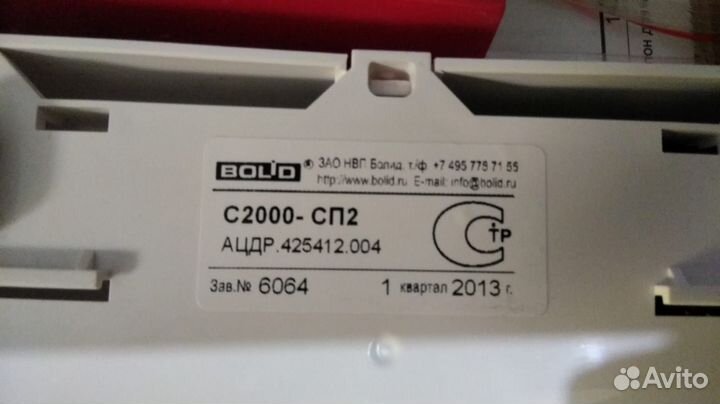 BOLID ® ЗАО НВП Болид, т./ф. +7 495 775 71 55
http://www.bolid.ru E-mail: info@bolid.ru
С2000- СП2
АЦДР.425412.004
СТР
Зав.№ 6064 1 квартал 2013 г.
Avito